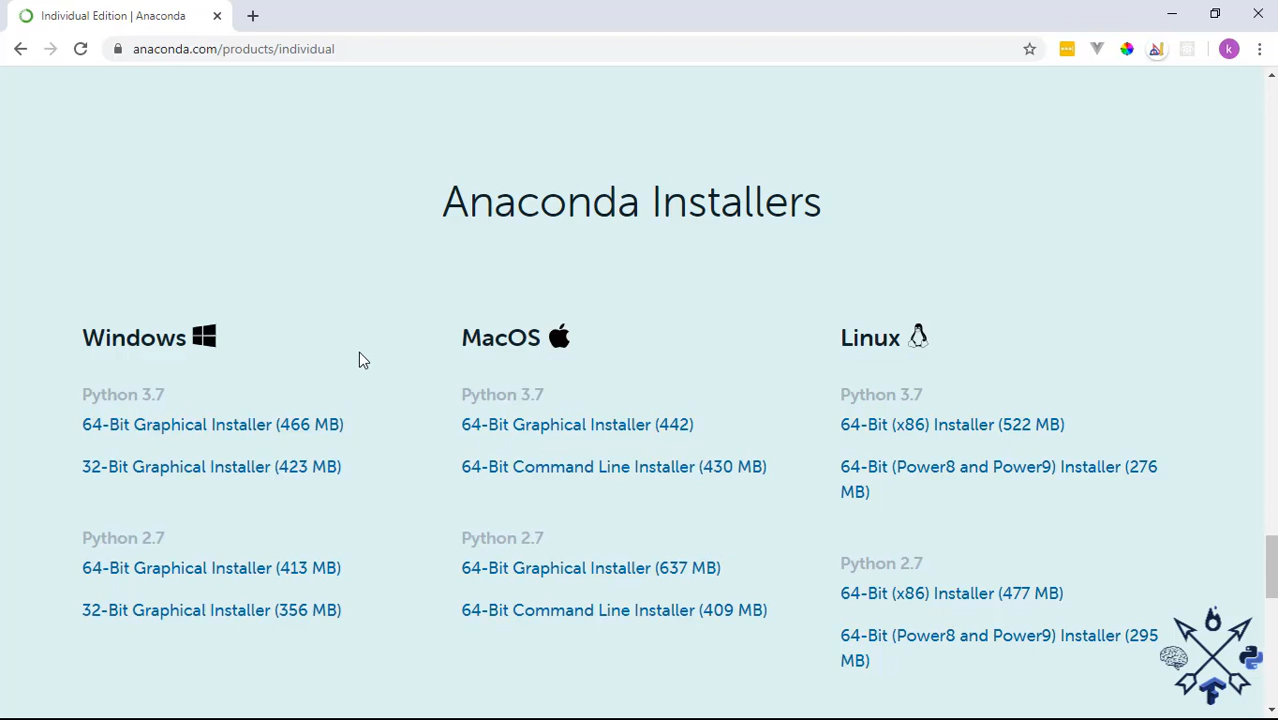 Individual Edition | Anaconda
anaconda.com/products/individual
k
Anaconda Installers
Windows
Python 3.7
64-Bit Graphical Installer (466 MB)
32-Bit Graphical Installer (423 MB)
Python 2.7
64-Bit Graphical Installer (413 MB)
32-Bit Graphical Installer (356 MB)
MacOS
Python 3.7
64-Bit Graphical Installer (442)
64-Bit Command Line Installer (430 MB)
Python 2.7
64-Bit Graphical Installer (637 MB)
64-Bit Command Line Installer (409 MB)
Linux
Python 3.7
64-Bit (x86) Installer (522 MB)
64-Bit (Power8 and Power9) Installer (276
MB)
Python 2.7
64-Bit (x86) Installer (477 MB)
64-Bit (Power8 and Power9) Installer (295
MB)